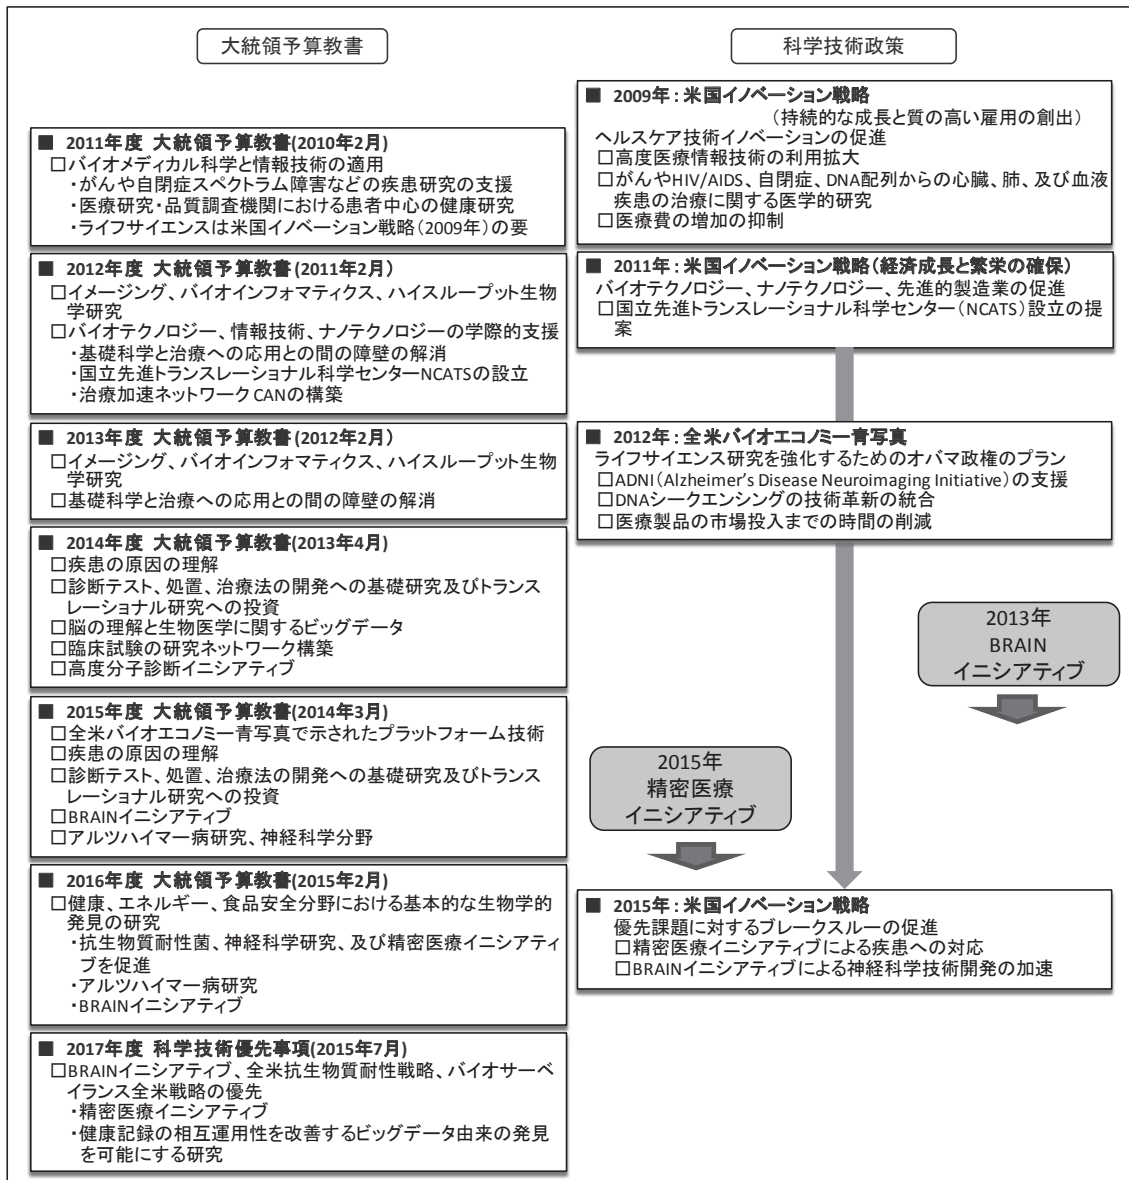 大統領予算教書
■ 2011年度 大統領予算教書(2010年2月)
□バイオメディカル科学と情報技術の適用
・がんや自閉症スペクトラム障害などの疾患研究の支援
・医療研究・品質調査機関における患者中心の健康研究
・ライフサイエンスは米国イノベーション戦略(2009年)の要
■ 2012年度 大統領予算教書(2011年2月)
□イメージング、バイオインフォマティクス、ハイスループット生物
学研究
□バイオテクノロジー、情報技術、ナノテクノロジーの学際的支援
・基礎科学と治療への応用との間の障壁の解消
・国立先進トランスレーショナル科学センターNCATSの設立
・治療加速ネットワークCANの構築
■ 2013年度 大統領予算教書(2012年2月)
□イメージング、バイオインフォマティクス、ハイスループット生物
学研究
□基礎科学と治療への応用との間の障壁の解消
■ 2014年度 大統領予算教書(2013年4月)
□疾患の原因の理解
□診断テスト、処置、治療法の開発への基礎研究及びトランス
レーショナル研究への投資
□脳の理解と生物医学に関するビッグデータ
□臨床試験の研究ネットワーク構築
□高度分子診断イニシアティブ
■ 2015年度 大統領予算教書(2014年3月)
□全米バイオエコノミー青写真で示されたプラットフォーム技術
□疾患の原因の理解
□診断テスト、処置、治療法の開発への基礎研究及びトランス
レーショナル研究への投資
□BRAINイニシアティブ
□アルツハイマー病研究、神経科学分野
■ 2016年度 大統領予算教書(2015年2月)
□健康、エネルギー、食品安全分野における基本的な生物学的
発見の研究
・抗生物質耐性菌、神経科学研究、及び精密医療イニシアティ
ブを促進
・アルツハイマー病研究
・BRAINイニシアティブ
■ 2017年度 科学技術優先事項(2015年7月)
□BRAINイニシアティブ、全米抗生物質耐性戦略、バイオサーベ
イランス全米戦略の優先
・精密医療イニシアティブ
・健康記録の相互運用性を改善するビッグデータ由来の発見
を可能にする研究
科学技術政策
■ 2009年:米国イノベーション戦略
(持続的な成長と質の高い雇用の創出)
ヘルスケア技術イノベーションの促進
□高度医療情報技術の利用拡大
□がんやHIV/AIDS、自閉症、DNA配列からの心臓、肺、及び血液
疾患の治療に関する医学的研究
□医療費の増加の抑制
■ 2011年:米国イノベーション戦略(経済成長と繁栄の確保)
バイオテクノロジー、ナノテクノロジー、先進的製造業の促進
□国立先進トランスレーショナル科学センター(NCATS)設立の提
案
■ 2012年:全米バイオエコノミー青写真
ライフサイエンス研究を強化するためのオバマ政権のプラン
□ADNI(Alzheimer's Disease Neuroimaging Initiative)の支援
□DNAシークエンシングの技術革新の統合
□医療製品の市場投入までの時間の削減
2013年
BRAIN
イニシアティブ
2015年
精密医療
イニシアティブ
■ 2015年:米国イノベーション戦略
優先課題に対するブレークスルーの促進
□精密医療イニシアティブによる疾患への対応
□BRAINイニシアティブによる神経科学技術開発の加速